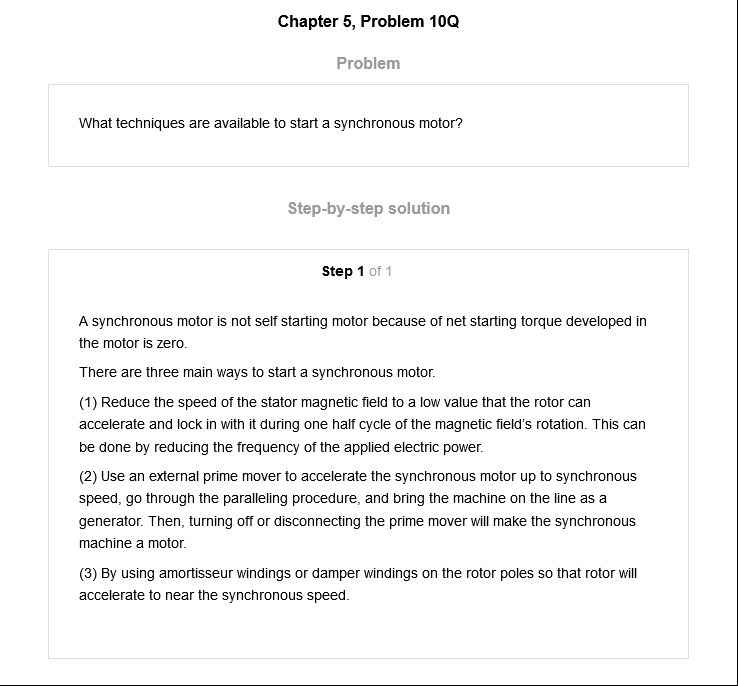 Chapter 5, Problem 10Q
Problem
What techniques are available to start a synchronous motor?
Step-by-step solution
Step 1 of 1
A synchronous motor is not self starting motor because of net starting torque developed in
the motor is zero.
There are three main ways to start a synchronous motor.
(1) Reduce the speed of the stator magnetic field to a low value that the rotor can
accelerate and lock in with it during one half cycle of the magnetic field's rotation. This can
be done by reducing the frequency of the applied electric power.
(2) Use an external prime mover to accelerate the synchronous motor up to synchronous
speed, go through the paralleling procedure, and bring the machine on the line as a
generator. Then, turning off or disconnecting the prime mover will make the synchronous
machine a motor.
(3) By using amortisseur windings or damper windings on the rotor poles so that rotor will
accelerate to near the synchronous speed.